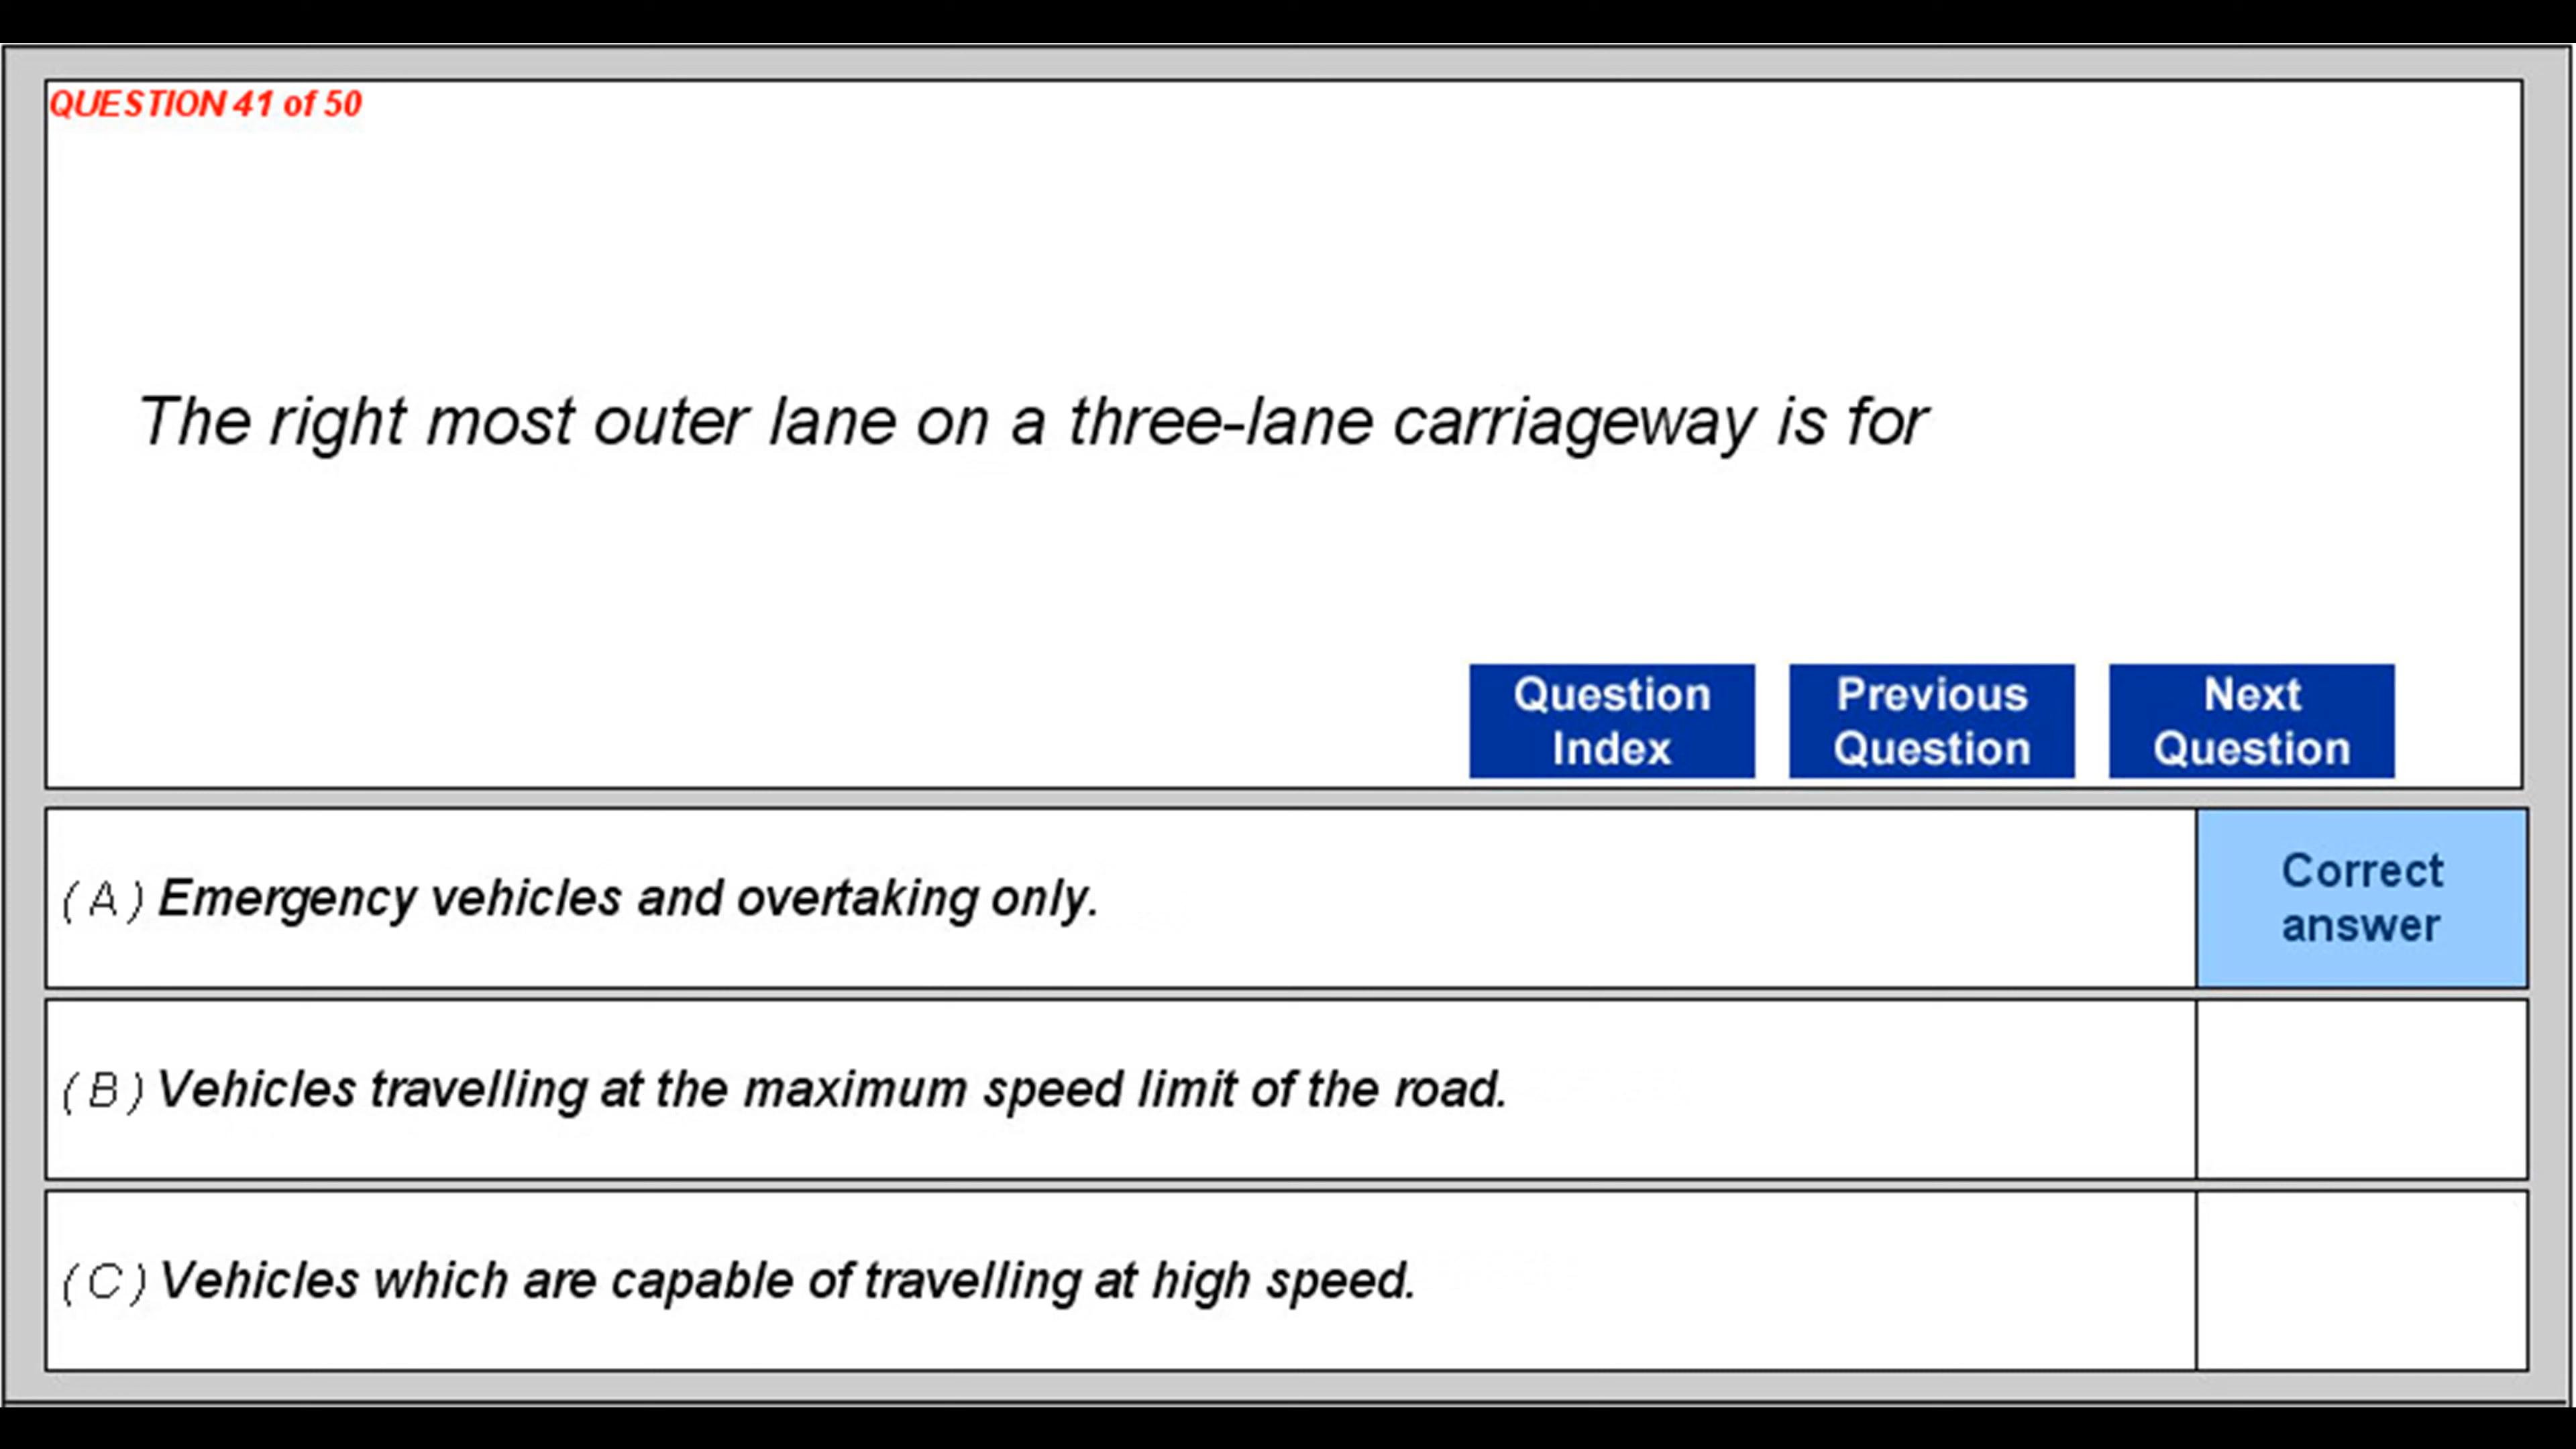 QUESTION 41 of 50
The right most outer lane on a three-lane carriageway is for
Question Index
Previous Question
Next Question
(A) Emergency vehicles and overtaking only.
Correct answer
(B) Vehicles travelling at the maximum speed limit of the road.
(C) Vehicles which are capable of travelling at high speed.